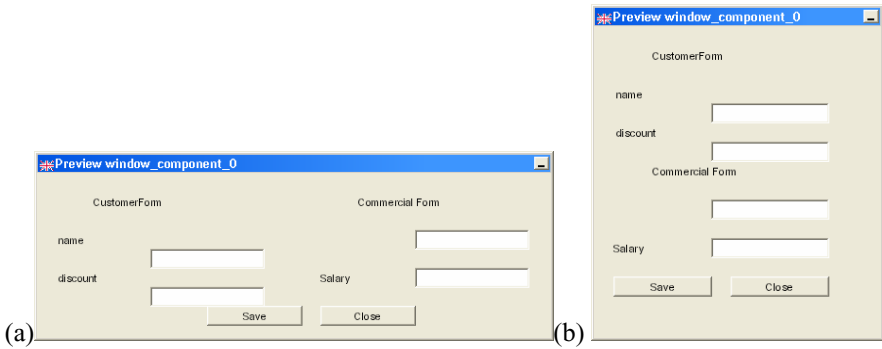 Preview window_component_0
CustomerForm Commercial Form
name
discount Salary
Save Close
(a)
Preview window_component_0
CustomerForm
name
discount
Commercial Form
Salary
Save Close
(b)